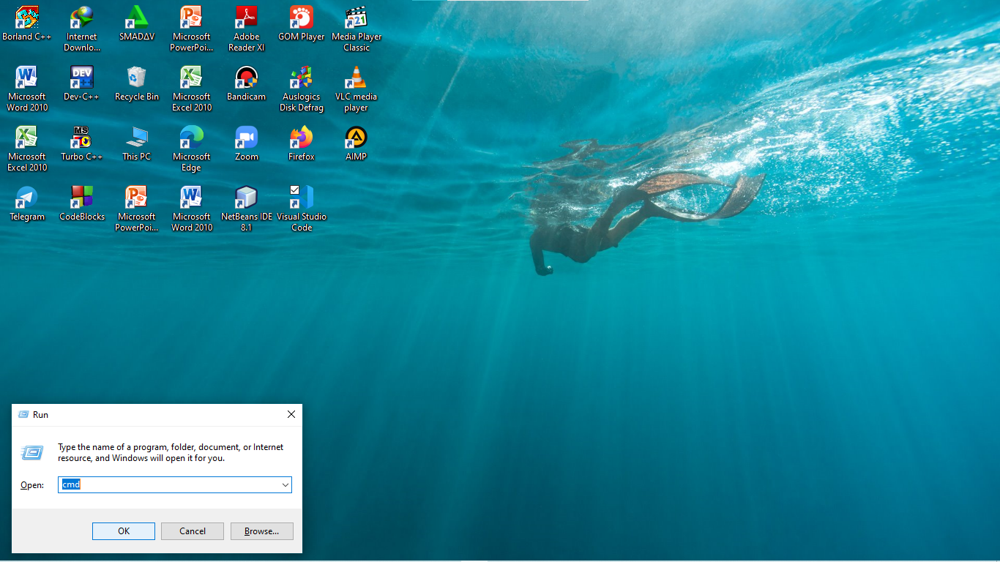 Borland C++
Internet
Downlo...
SMADΔV
Microsoft
PowerPoi...
Adobe
Reader XI
GOM Player
321
Media Player
Classic
W
Microsoft
Word 2010
DEV
C++
Dev-C++
Recycle Bin
Microsoft
Excel 2010
Bandicam
Auslogics
Disk Defrag
VLC media
player
Microsoft
Excel 2010
MS
Turbo C++
This PC
Microsoft
Edge
Zoom
Firefox
AIMP
Telegram
CodeBlocks
P
Microsoft
PowerPoi...
W
Microsoft
Word 2010
NetBeans IDE
8.1
Visual Studio
Code
Run
Type the name of a program, folder, document, or Internet
resource, and Windows will open it for you.
Open:
cmd
OK
Cancel
Browse...